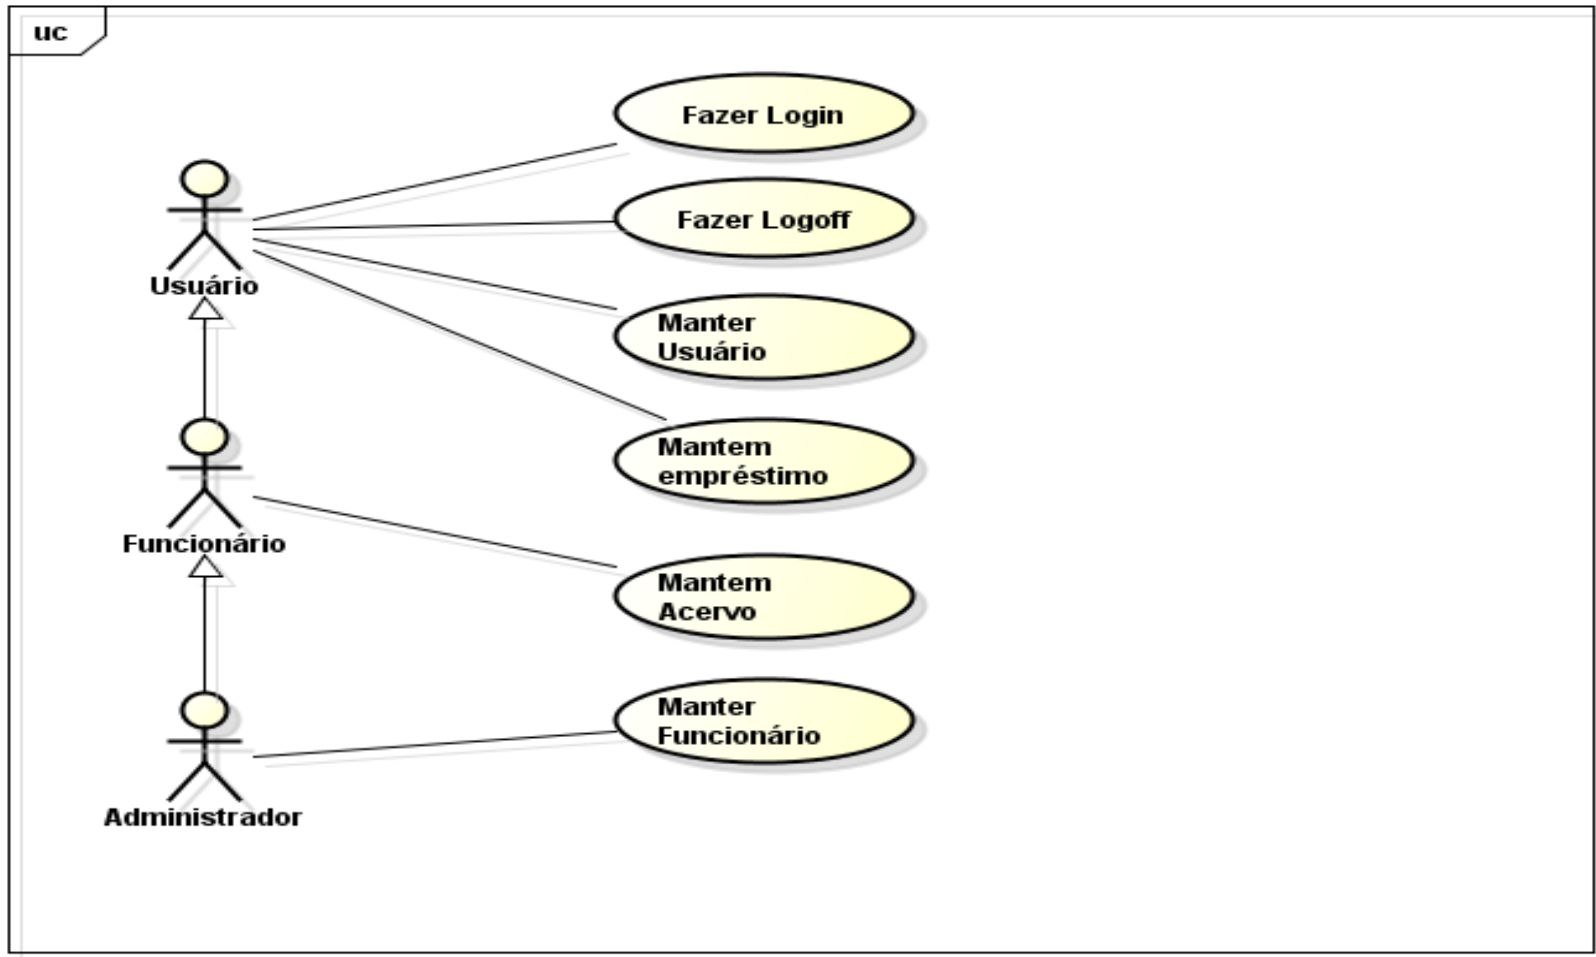 uc
Fazer Login
Fazer Logoff
Usuário
Manter
Usuário
Mantem
empréstimo
Funcionário
Mantem
Acervo
Manter
Funcionário
Administrador